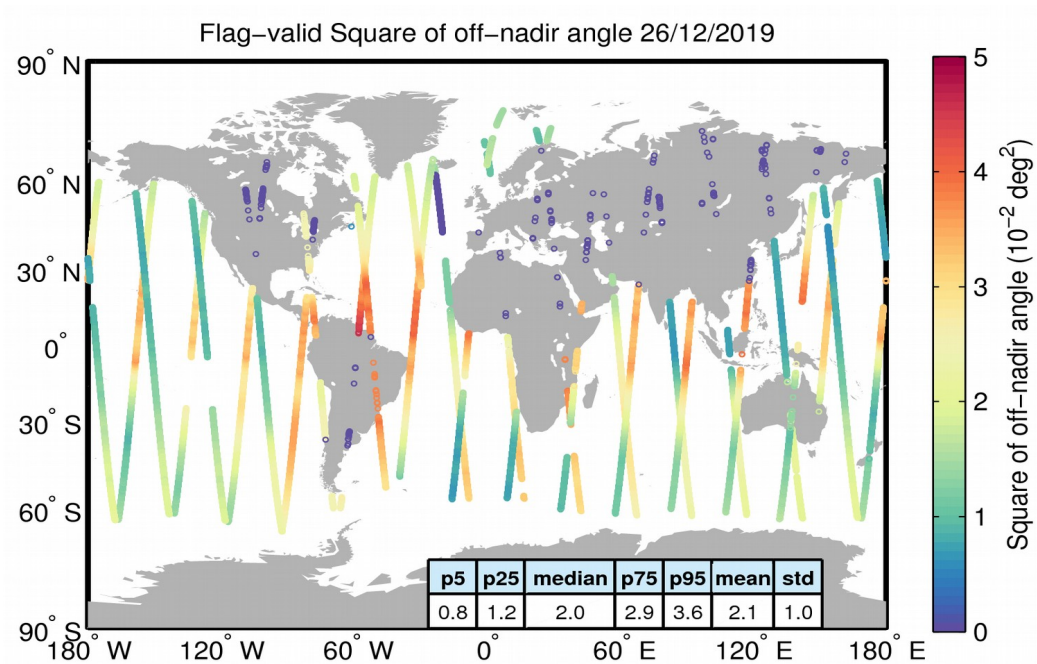 Flag−valid Square of off−nadir angle 26/12/2019
90° N
60° N
30° N
0°
30° S
60° S
90° S
180° W
120° W
60° W
0°
60° E
120° E
180° E
p5 p25 median p75 p95 mean std
0.8 1.2 2.0 2.9 3.6 2.1 1.0
5
4
3
2
1
0
Square of off−nadir angle (10⁻² deg²)